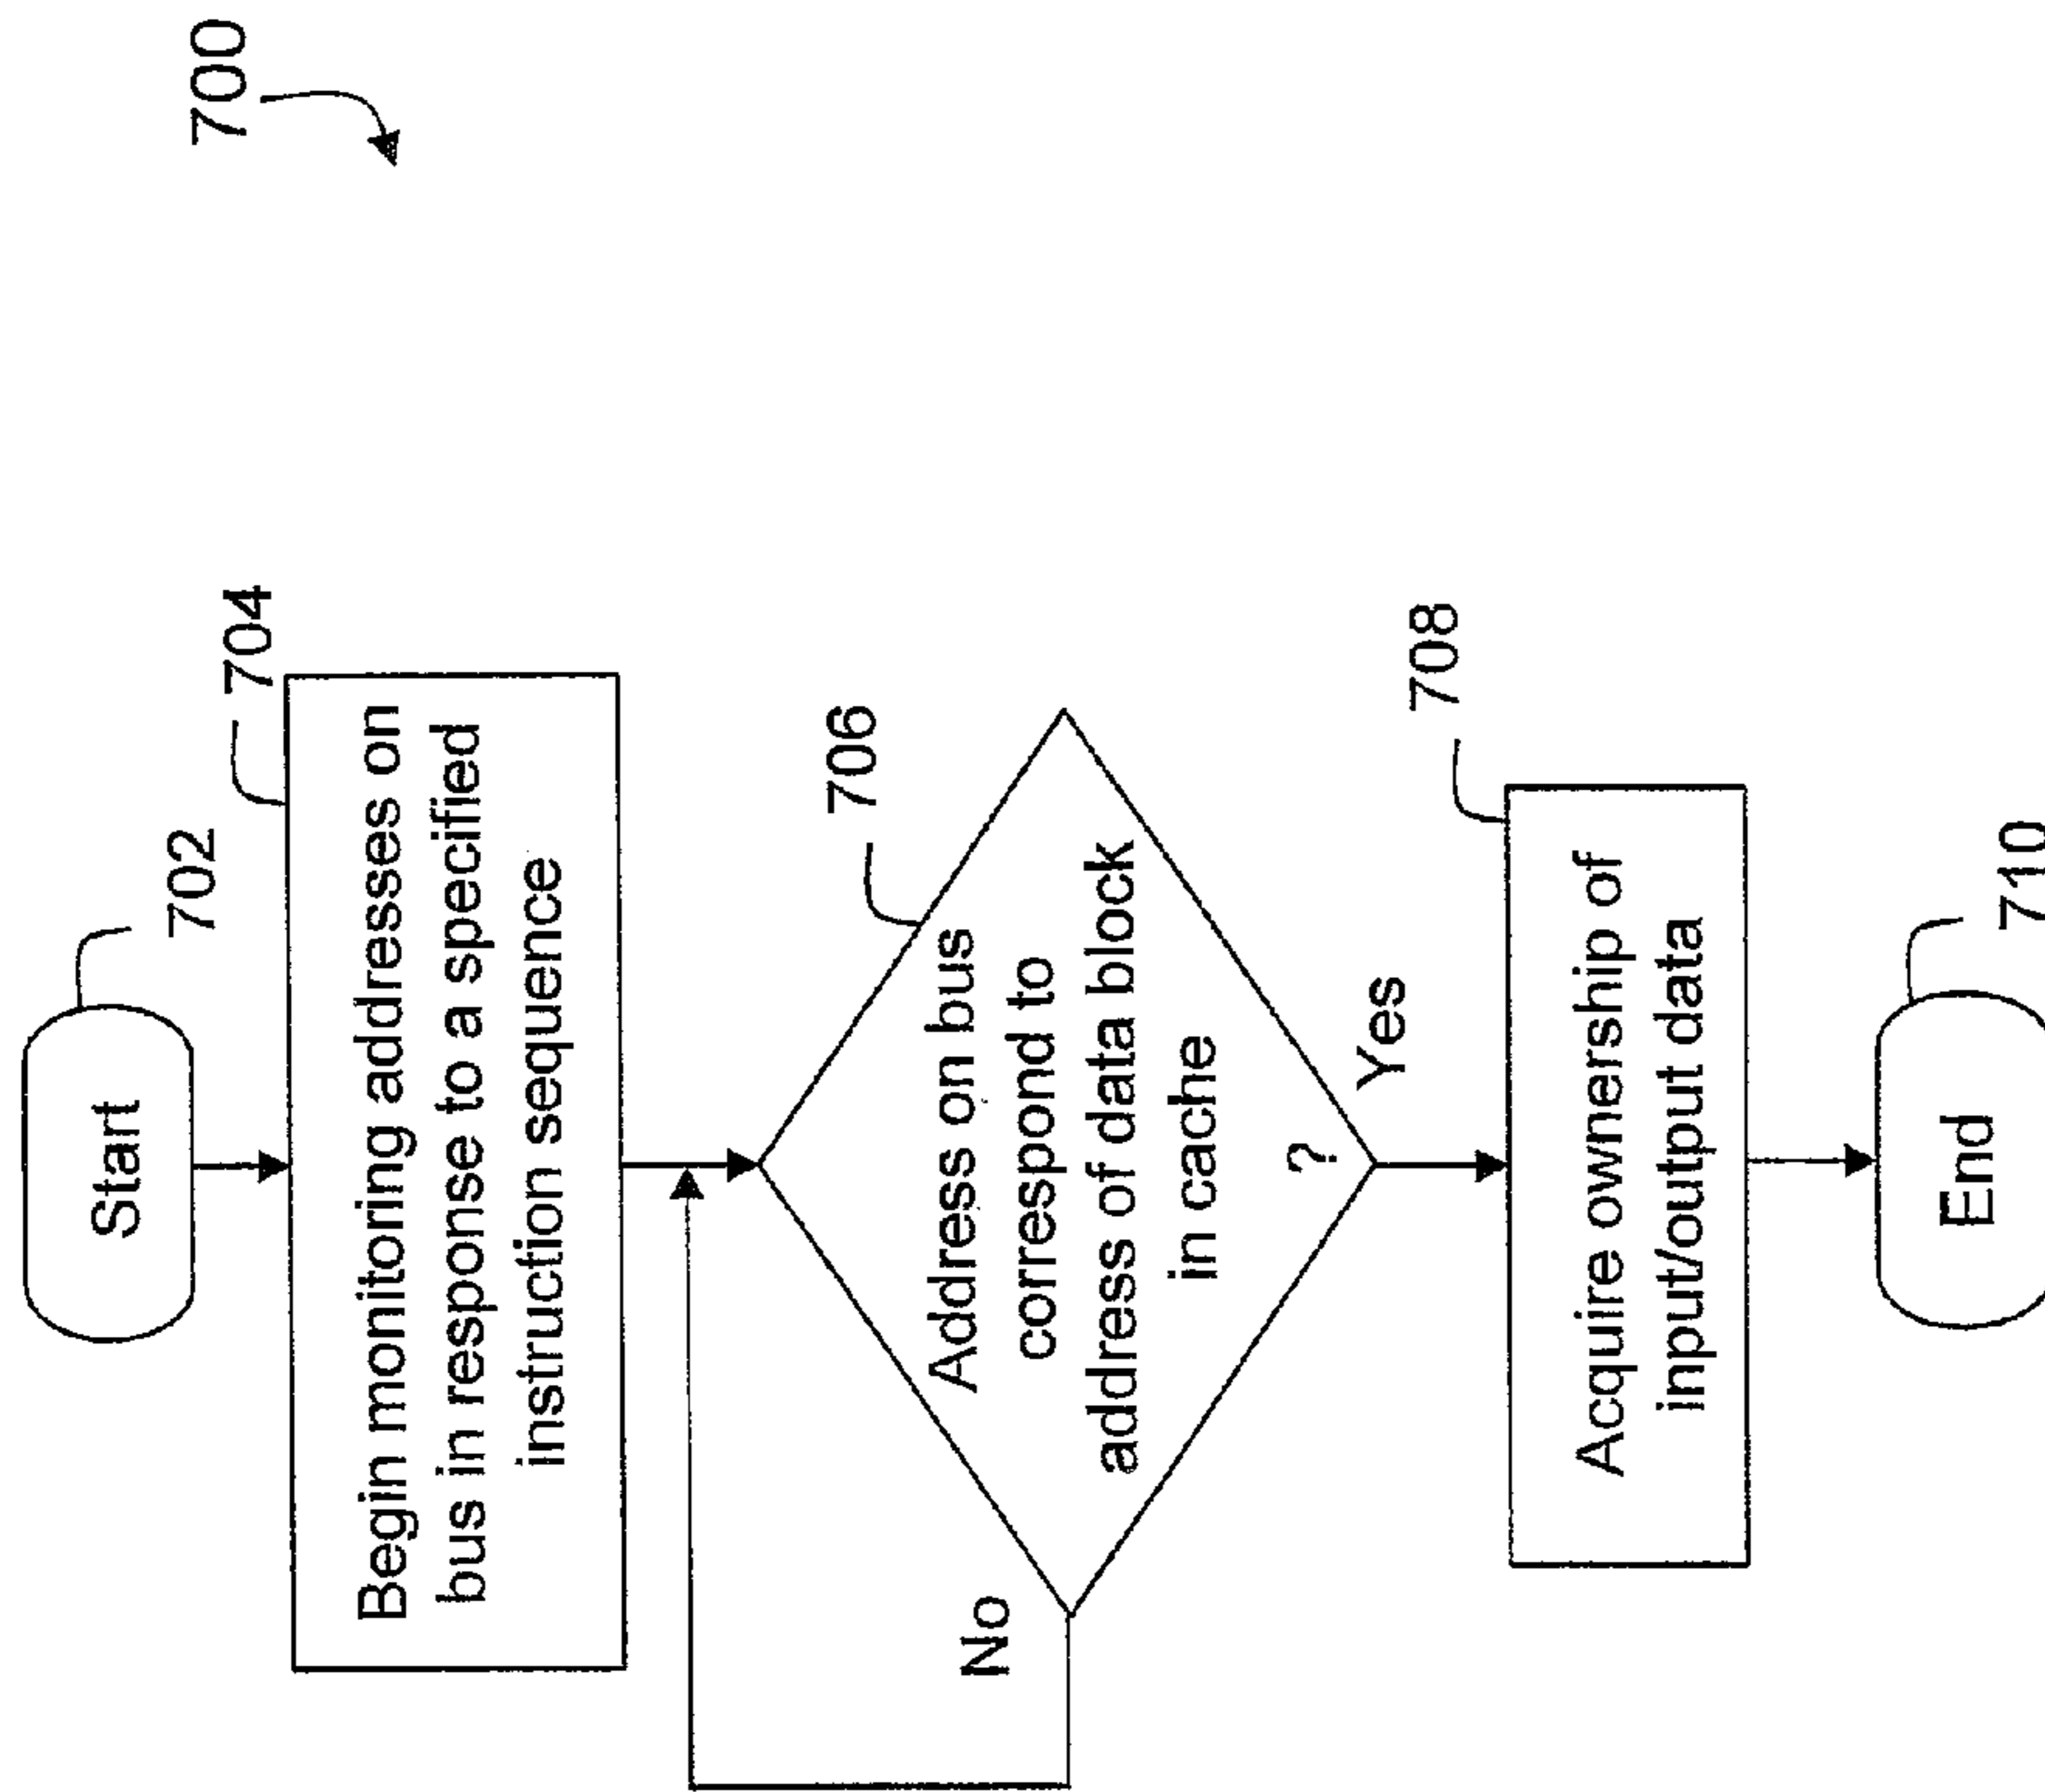 700
702
Start
704
Begin monitoring addresses on
bus in response to a specified
instruction sequence
706
Address on bus
correspond to
address of data block
in cache
?
No
Yes
708
Acquire ownership of
input/output data
710
End